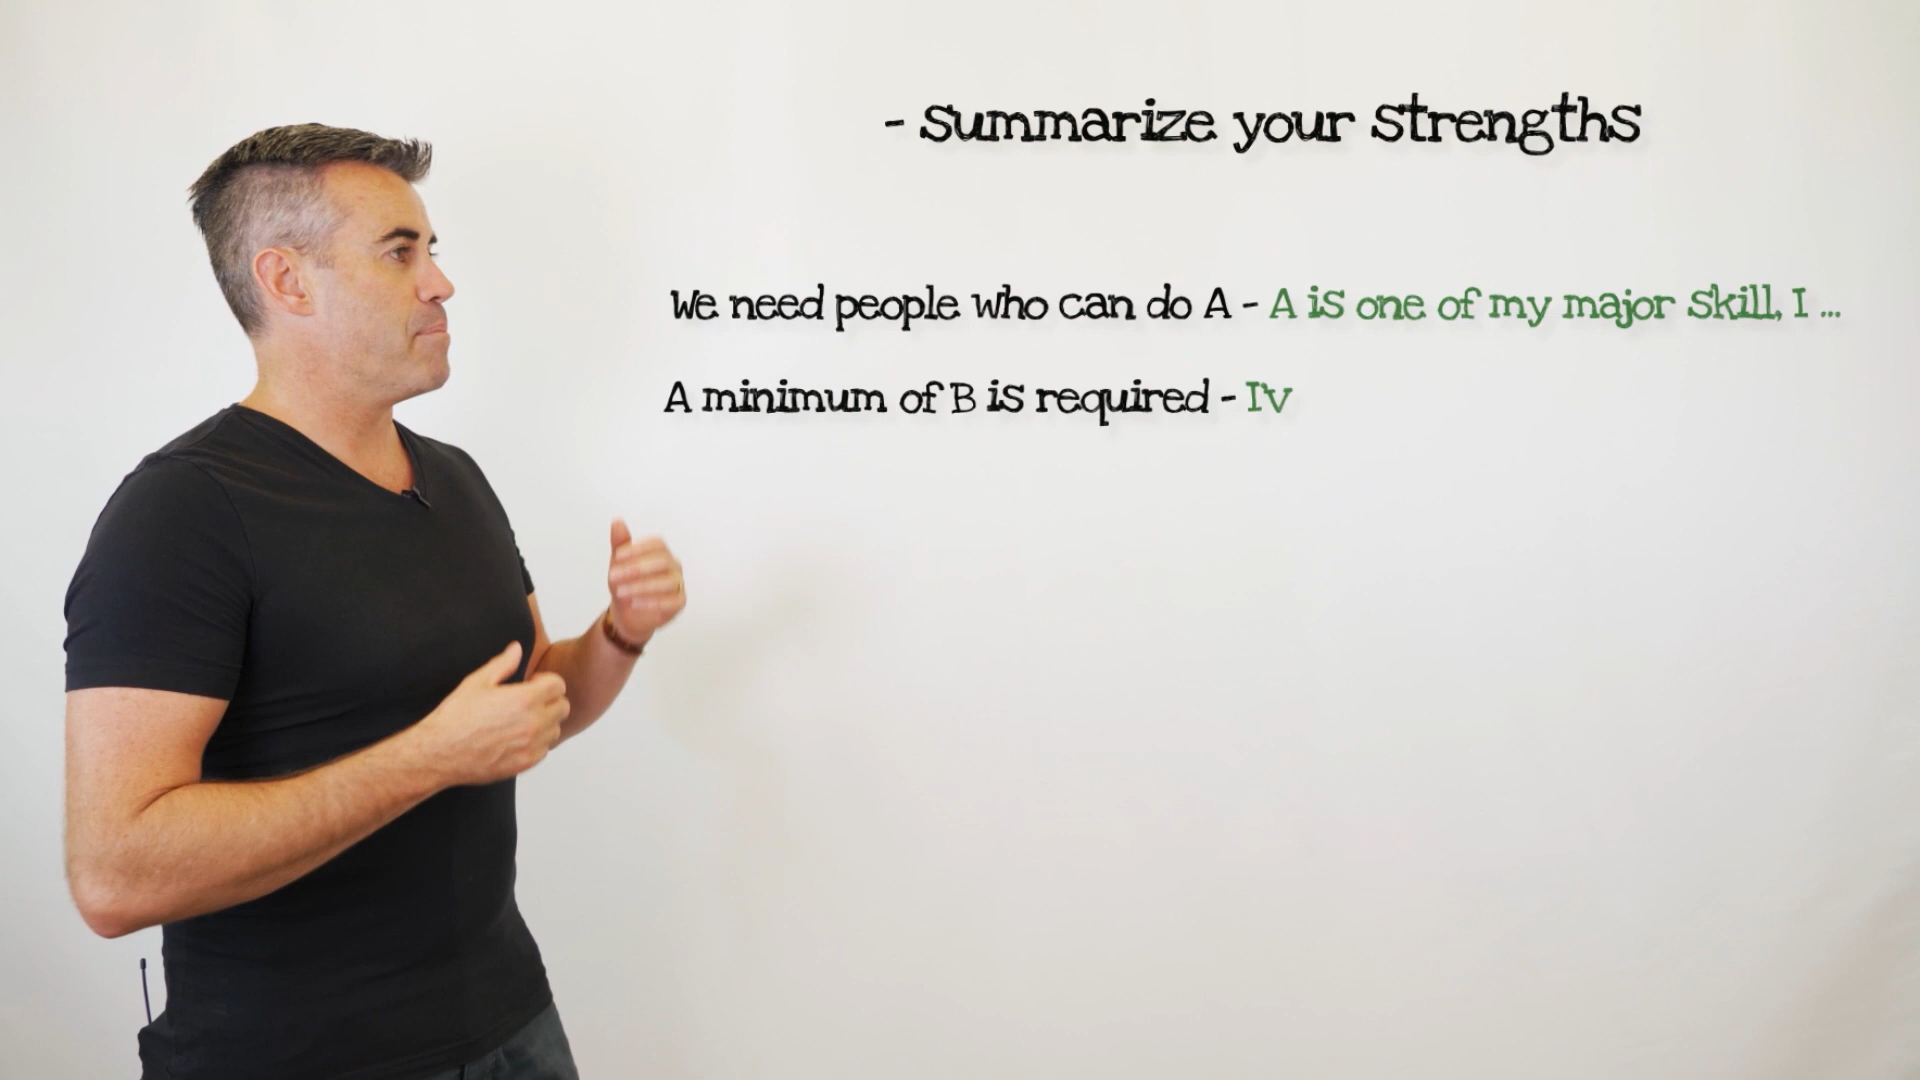 - summarize your strengths
We need people who can do A - A is one of my major skill, I ...
A minimum of B is required - I'v